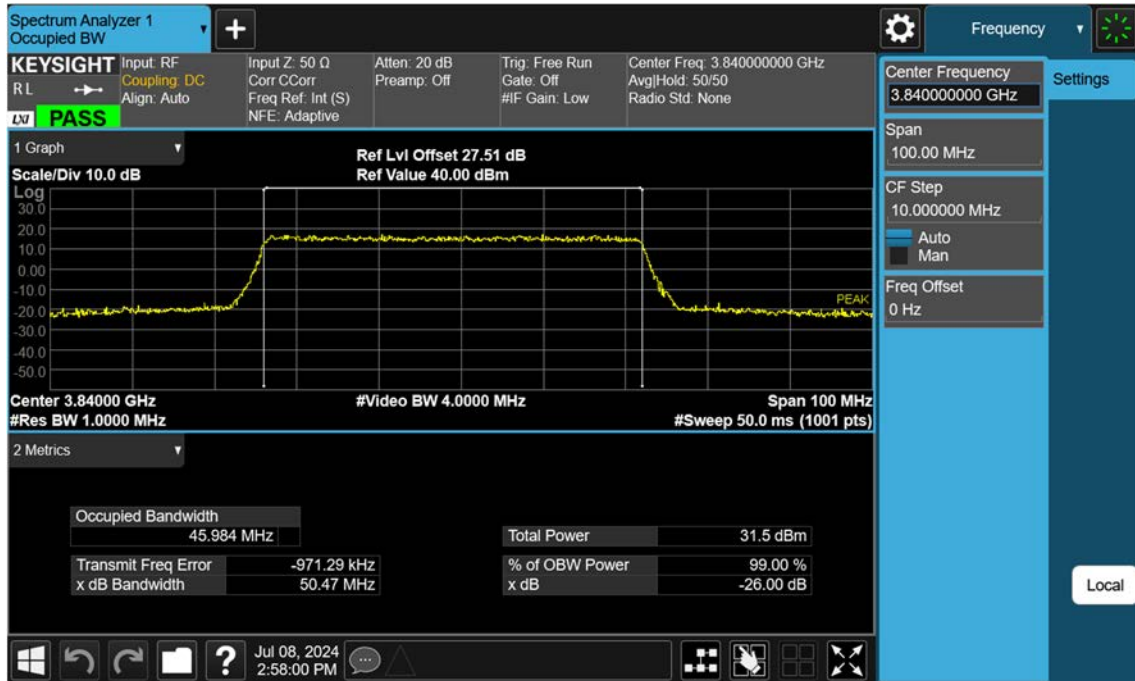 Spectrum Analyzer 1
Occupied BW
+
Frequency
KEYSIGHT
R L
LXI
PASS
Input: RF
Coupling: DC
Align: Auto
Input Z: 50 Ω
Corr CCorr
Freq Ref: Int (S)
NFE: Adaptive
Atten: 20 dB
Preamp: Off
Trig: Free Run
Gate: Off
#IF Gain: Low
Center Freq: 3.840000000 GHz
Avg|Hold: 50/50
Radio Std: None
Center Frequency
3.840000000 GHz
Settings
Span
100.00 MHz
CF Step
10.000000 MHz
Auto
Man
Freq Offset
0 Hz
Local
1 Graph
Scale/Div 10.0 dB
Ref Lvl Offset 27.51 dB
Ref Value 40.00 dBm
Log
30.0
20.0
10.0
0.00
-10.0
-20.0
-30.0
-40.0
-50.0
PEAK
Center 3.84000 GHz
#Video BW 4.0000 MHz
Span 100 MHz
#Res BW 1.0000 MHz
#Sweep 50.0 ms (1001 pts)
2 Metrics
Occupied Bandwidth
45.984 MHz
Total Power 31.5 dBm
Transmit Freq Error -971.29 kHz
% of OBW Power 99.00 %
x dB Bandwidth 50.47 MHz
x dB -26.00 dB
?
Jul 08, 2024
2:58:00 PM